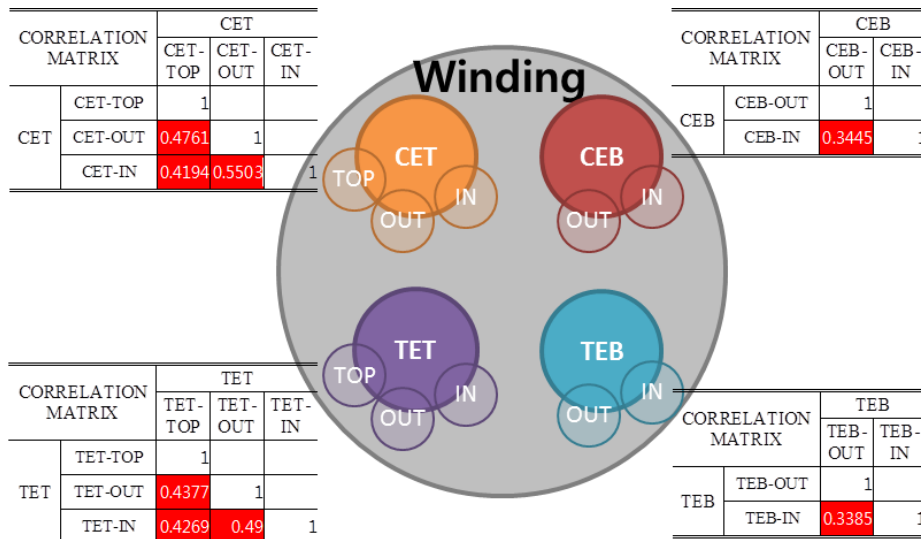 CORRELATION MATRIX CET
CET-TOP CET-OUT CET-IN
CET CET-TOP 1
CET-OUT 0.4761 1
CET-IN 0.4194 0.5503 1
CORRELATION MATRIX CEB
CEB-OUT CEB-IN
CEB CEB-OUT 1
CEB-IN 0.3445 1
Winding
CET
TOP
OUT
IN
CEB
OUT
IN
TET
TOP
OUT
IN
TEB
OUT
IN
CORRELATION MATRIX TET
TET-TOP TET-OUT TET-IN
TET TET-TOP 1
TET-OUT 0.4377 1
TET-IN 0.4269 0.49 1
CORRELATION MATRIX TEB
TEB-OUT TEB-IN
TEB TEB-OUT 1
TEB-IN 0.3385 1